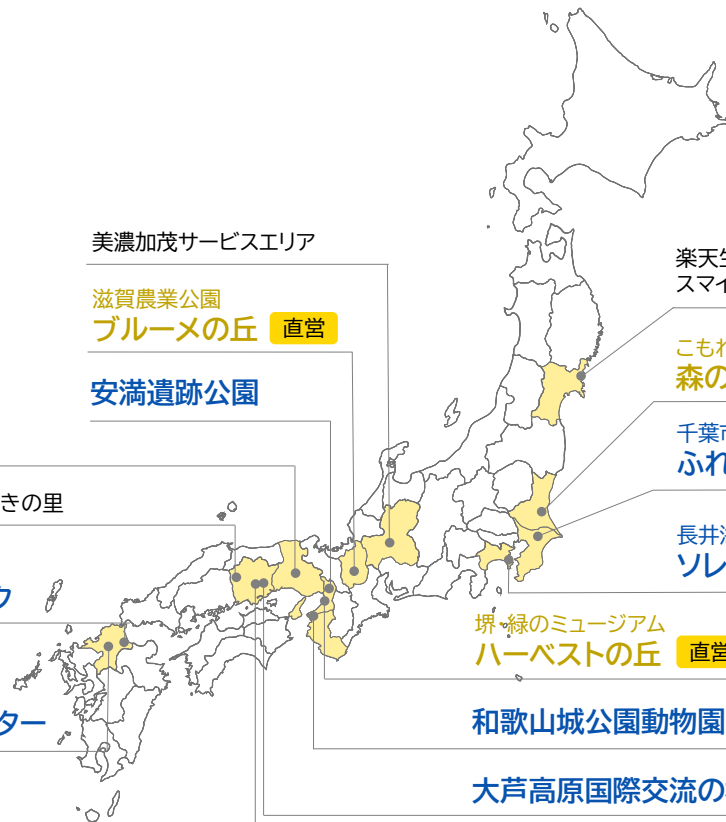 美濃加茂サービスエリア
滋賀農業公園
ブルーメの丘 直営
安満遺跡公園
きの里
ター
楽天生
スマイ
こもれ
森の
千葉市
ふれ
長井海
ソレ
堺・緑のミュージアム
ハーベストの丘 直営
和歌山城公園動物園
大芦高原国際交流の